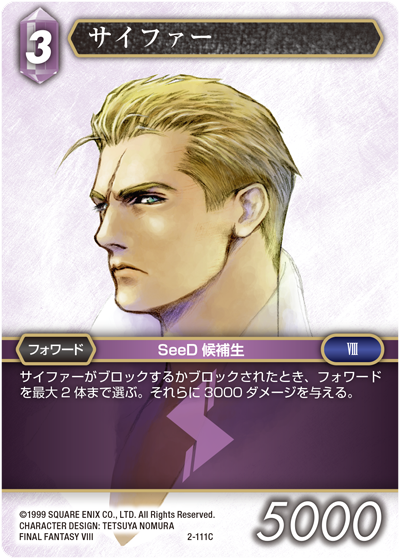 3
サイファー
フォワード
SeeD 候補生
VIII
サイファーがブロックするかブロックされたとき、フォワード
を最大2体まで選ぶ。それらに3000ダメージを与える。
©1999 SQUARE ENIX CO., LTD. All Rights Reserved.
CHARACTER DESIGN: TETSUYA NOMURA
FINAL FANTASY VIII
2-111C
5000